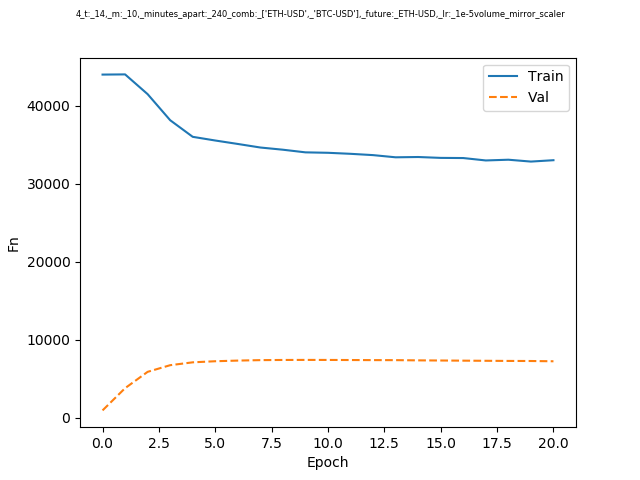 4_t:_14,_m:_10,_minutes_apart:_240_comb:_['ETH-USD',_'BTC-USD'],_future:_ETH-USD,_lr:_1e-5volume_mirror_scaler
Train
Val
Fn
40000
30000
20000
10000
0
0.0 2.5 5.0 7.5 10.0 12.5 15.0 17.5 20.0
Epoch